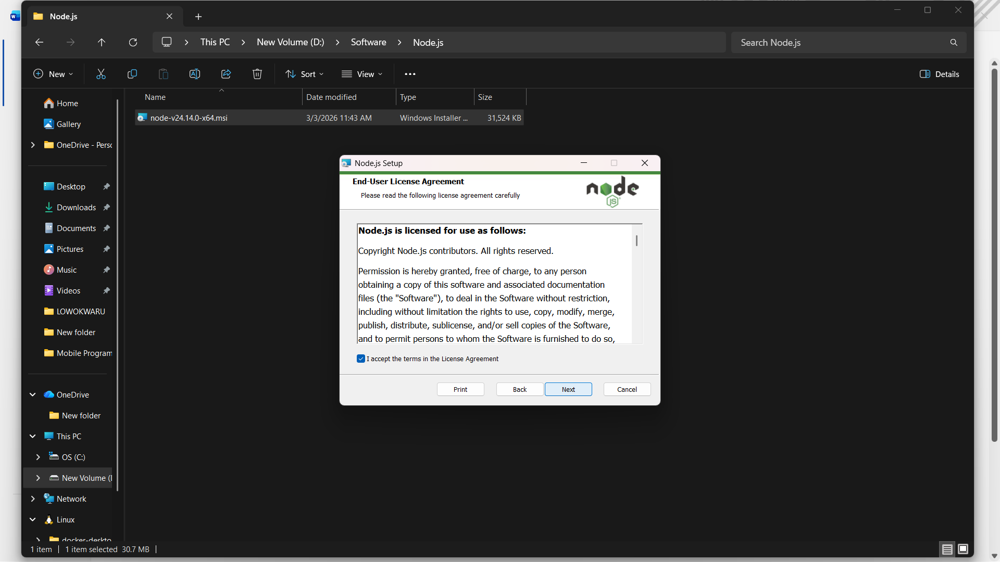 Node.js
This PC
New Volume (D:)
Software
Node.js
Search Node.js
New
Sort
View
Details
Name
Date modified
Type
Size
node-v24.14.0-x64.msi
3/3/2026 11:43 AM
Windows Installer ...
31,524 KB
Home
Gallery
OneDrive - Perso
Desktop
Downloads
Documents
Pictures
Music
Videos
LOWOKWARU
New folder
Mobile Program
OneDrive
New folder
This PC
OS (C:)
New Volume (
Network
Linux
docker-deskto
Node.js Setup
End-User License Agreement
Please read the following license agreement carefully
node
JS
Node.js is licensed for use as follows:
Copyright Node.js contributors. All rights reserved.
Permission is hereby granted, free of charge, to any person
obtaining a copy of this software and associated documentation
files (the "Software"), to deal in the Software without restriction,
including without limitation the rights to use, copy, modify, merge,
publish, distribute, sublicense, and/or sell copies of the Software,
and to permit persons to whom the Software is furnished to do so,
I accept the terms in the License Agreement
Print
Back
Next
Cancel
1 item
1 item selected 30.7 MB